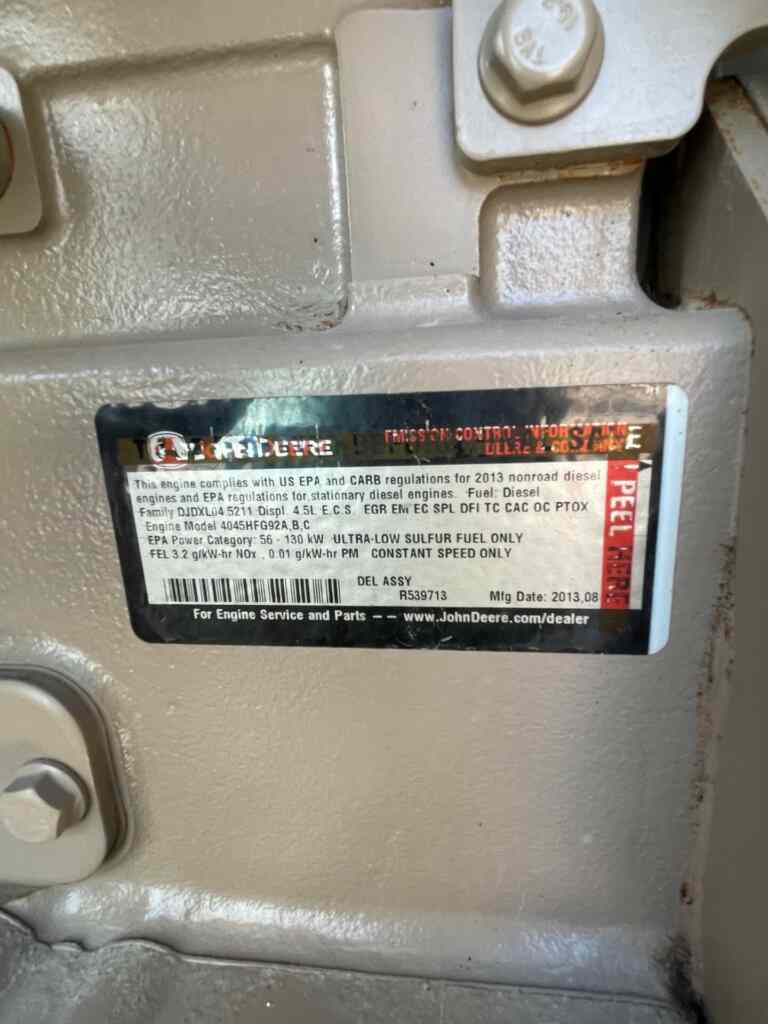 JOHN DEERE
EMISSION CONTROL INFORMATION
DEERE &
This engine complies with US EPA and CARB regulations for 2013 nonroad diesel
engines and EPA regulations for stationary diesel engines. Fuel: Diesel
Family DJDXL04.5211 Displ. 4.5L E.C.S. EGR EM EC SPL DFI TC CAC OC PTOX
Engine Model 4045HFG92A,B,C
EPA Power Category: 56 - 130 kW ULTRA-LOW SULFUR FUEL ONLY
FEL 3.2 g/kW-hr NOx , 0.01 g/kW-hr PM CONSTANT SPEED ONLY
DEL ASSY
R539713 Mfg Date: 2013,08
For Engine Service and Parts -- www.JohnDeere.com/dealer
PEEL HERE